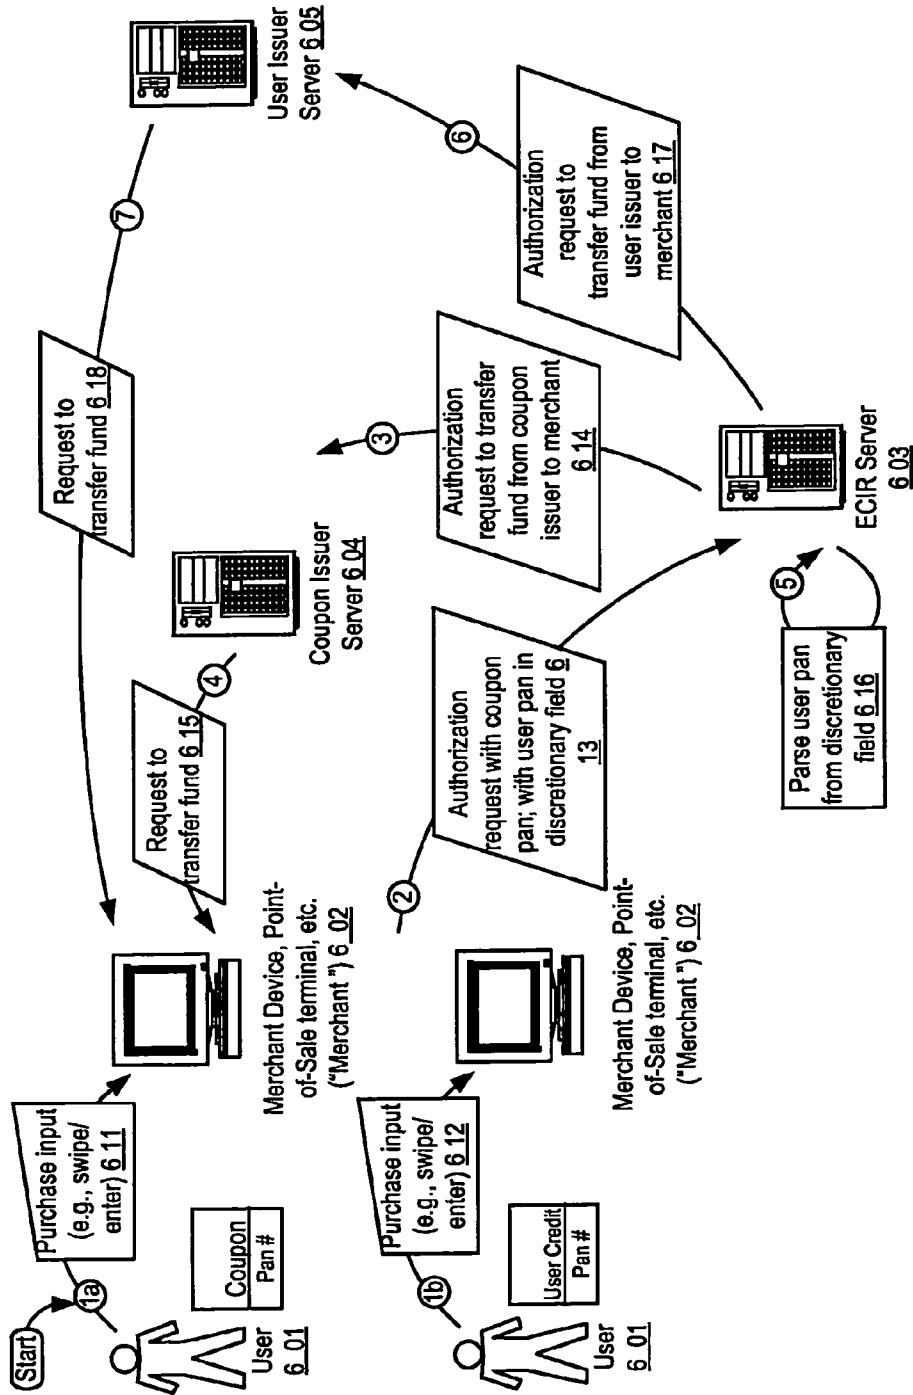 Start
1a
User
6 01
Coupon
Pan #
Purchase input
(e.g., swipe/
enter) 6 11
Merchant Device, Point-
of-Sale terminal, etc.
("Merchant") 6 02
1b
User
6 01
User Credit
Pan #
Purchase input
(e.g., swipe/
enter) 6 12
Merchant Device, Point-
of-Sale terminal, etc.
("Merchant") 6 02
2
Authorization
request with coupon
pan; with user pan in
discretionary field 6
13
ECIR Server
6 03
3
Authorization
request to transfer
fund from coupon
issuer to merchant
6 14
Coupon Issuer
Server 6 04
4
Request to
transfer fund 6 15
5
Parse user pan
from discretionary
field 6 16
6
Authorization
request to
transfer fund from
user issuer to
merchant 6 17
User Issuer
Server 6 05
7
Request to
transfer fund 6 18